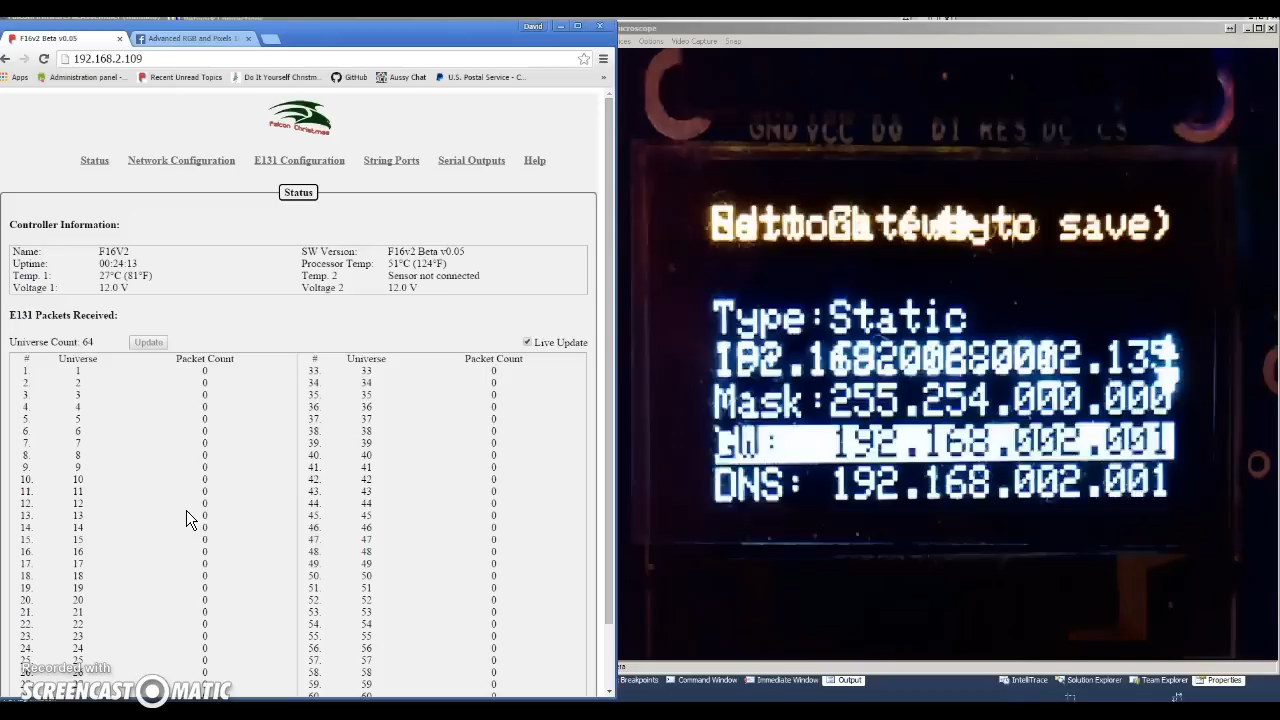 David
F16v2 Beta v0.05
Advanced RGB and Pixels
192.168.2.109
Apps
Administration panel -...
Recent Unread Topics
Do It Yourself Christm...
GitHub
Aussy Chat
U.S. Postal Service - C...
»
Falcon Christmas
Status
Network Configuration
E131 Configuration
String Ports
Serial Outputs
Help
Status
Controller Information:
Name: F16V2 SW Version: F16v2 Beta v0.05
Uptime: 00:24:13 Processor Temp: 51°C (124°F)
Temp. 1: 27°C (81°F) Temp. 2 Sensor not connected
Voltage 1: 12.0 V Voltage 2 12.0 V
E131 Packets Received:
Universe Count: 64 Update Live Update
# Universe Packet Count # Universe Packet Count
1. 1 0 33. 33 0
2. 2 0 34. 34 0
3. 3 0 35. 35 0
4. 4 0 36. 36 0
5. 5 0 37. 37 0
6. 6 0 38. 38 0
7. 7 0 39. 39 0
8. 8 0 40. 40 0
9. 9 0 41. 41 0
10. 10 0 42. 42 0
11. 11 0 43. 43 0
12. 12 0 44. 44 0
13. 13 0 45. 45 0
14. 14 0 46. 46 0
15. 15 0 47. 47 0
16. 16 0 48. 48 0
17. 17 0 49. 49 0
18. 18 0 50. 50 0
19. 19 0 51. 51 0
20. 20 0 52. 52 0
21. 21 0 53. 53 0
22. 22 0 54. 54 0
23. 23 0 55. 55 0
24. 24 0 56. 56 0
57. 57 0
58. 58 0
59. 59 0
Recorded with
SCREENCAST MATIC
Options Video Capture Snap
GND VCC D0 D1 RES DC CS
to save)
Type:Static
Mask:255.254.000.000
192.168.002.001
DNS: 192.168.002.001
Breakpoints
Command Window
Immediate Window
Output
IntelliTrace
Solution Explorer
Team Explorer
Properties